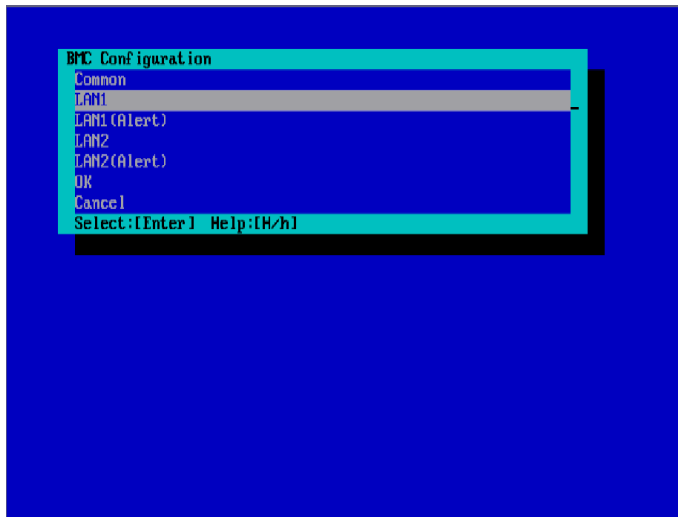 BMC Configuration
Common
LAN1
LAN1(Alert)
LAN2
LAN2(Alert)
OK
Cancel
Select:[Enter] Help:[H/h]